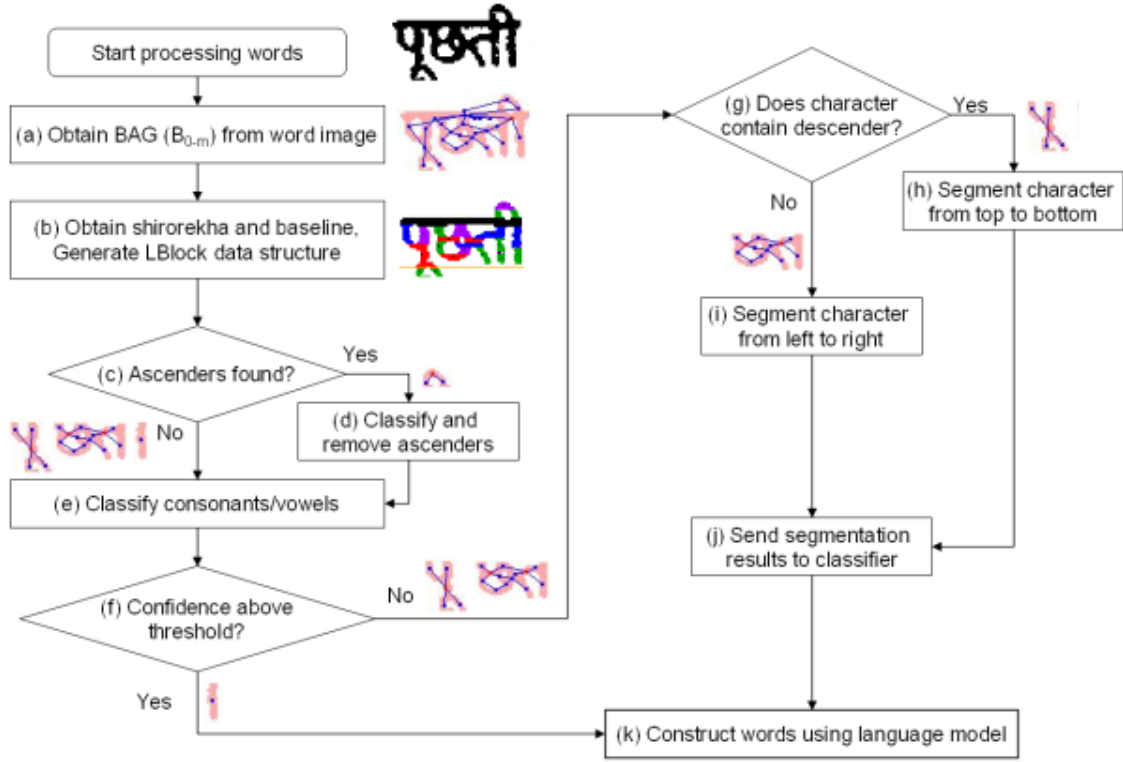 Start processing words
पूछती
(a) Obtain BAG (B0-m) from word image
(b) Obtain shirorekha and baseline,
Generate LBlock data structure
(c) Ascenders found?
Yes
(d) Classify and
remove ascenders
No
(e) Classify consonants/vowels
(f) Confidence above
threshold?
No
Yes
(g) Does character
contain descender?
Yes
(h) Segment character
from top to bottom
No
(i) Segment character
from left to right
(j) Send segmentation
results to classifier
(k) Construct words using language model